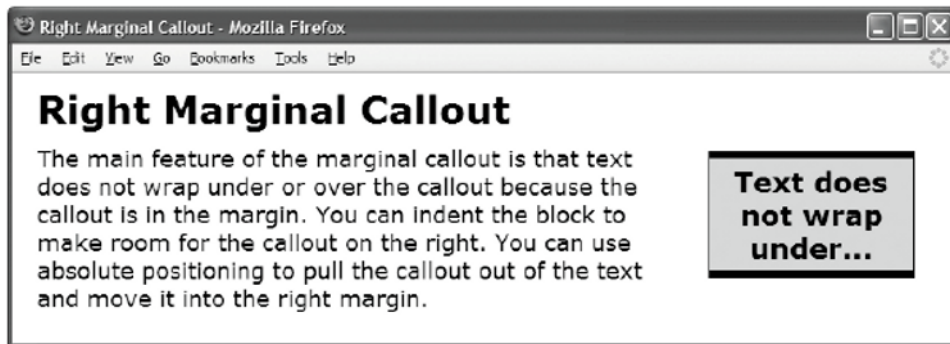 Right Marginal Callout - Mozilla Firefox
File Edit View Go Bookmarks Tools Help
Right Marginal Callout
The main feature of the marginal callout is that text
does not wrap under or over the callout because the
callout is in the margin. You can indent the block to
make room for the callout on the right. You can use
absolute positioning to pull the callout out of the text
and move it into the right margin.
Text does
not wrap
under...